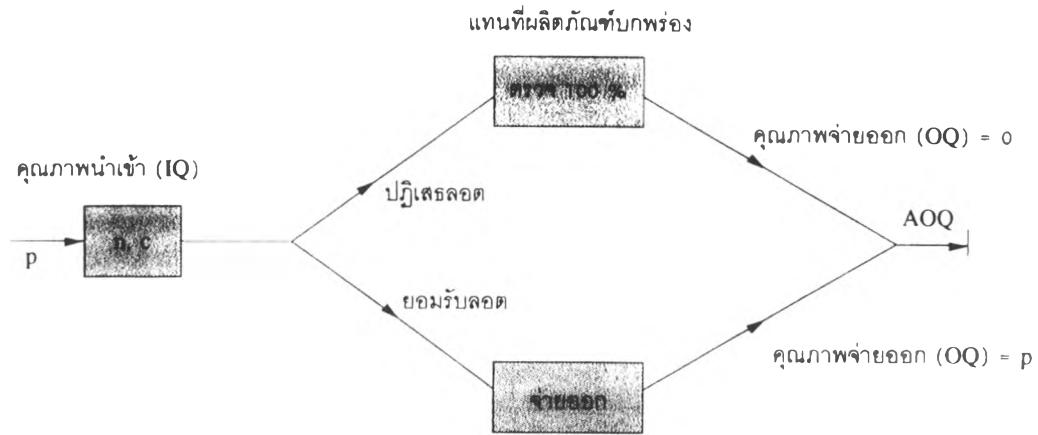 แทนที่ผลิตภัณฑ์บกพร่อง
ตรวจ 100 %
คุณภาพจ่ายออก (OQ) = 0
คุณภาพนำเข้า (IQ)
ปฏิเสธลอต
n, c
p
AOQ
ยอมรับลอต
คุณภาพจ่ายออก (OQ) = p
จ่ายออก